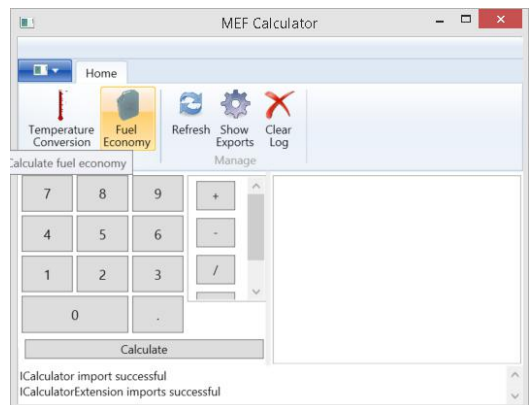 MEF Calculator
Home
Temperature Conversion
Fuel Economy
Refresh
Show Exports
Clear Log
Manage
Calculate fuel economy
7 8 9 +
4 5 6 -
1 2 3 /
0 .
Calculate
ICalculator import successful
ICalculatorExtension imports successful